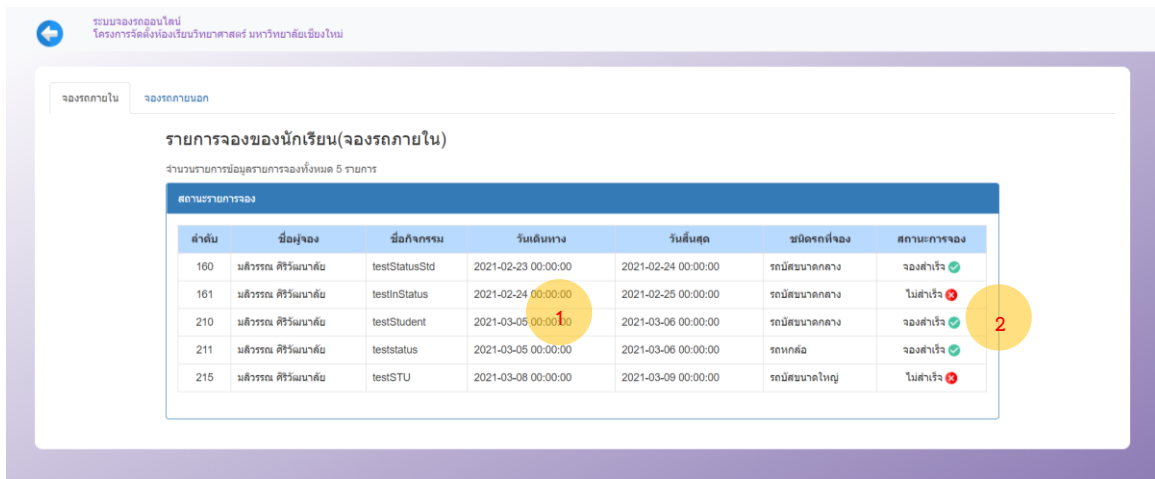 ระบบจองรถออนไลน์
โครงการจัดตั้งห้องเรียนวิทยาศาสตร์ มหาวิทยาลัยเชียงใหม่
จองรถภายใน จองรถภายนอก
รายการจองของนักเรียน(จองรถภายใน)
จำนวนรายการข้อมูลรายการจองทั้งหมด 5 รายการ
สถานะรายการจอง
ลำดับ ชื่อผู้จอง ชื่อกิจกรรม วันเดินทาง วันสิ้นสุด ชนิดรถที่จอง สถานะการจอง
160 มติวรรณ ศิริวัฒนาศัย testStatusStd 2021-02-23 00:00:00 2021-02-24 00:00:00 รถบัสขนาดกลาง จองสำเร็จ
161 มติวรรณ ศิริวัฒนาศัย testInStatus 2021-02-24 00:00:00 2021-02-25 00:00:00 รถบัสขนาดกลาง ไม่สำเร็จ
210 มติวรรณ ศิริวัฒนาศัย testStudent 2021-03-05 00:00:00 2021-03-06 00:00:00 รถบัสขนาดกลาง จองสำเร็จ
1
2
211 มติวรรณ ศิริวัฒนาศัย teststatus 2021-03-05 00:00:00 2021-03-06 00:00:00 รถหกล้อ จองสำเร็จ
215 มติวรรณ ศิริวัฒนาศัย testSTU 2021-03-08 00:00:00 2021-03-09 00:00:00 รถบัสขนาดใหญ่ ไม่สำเร็จ